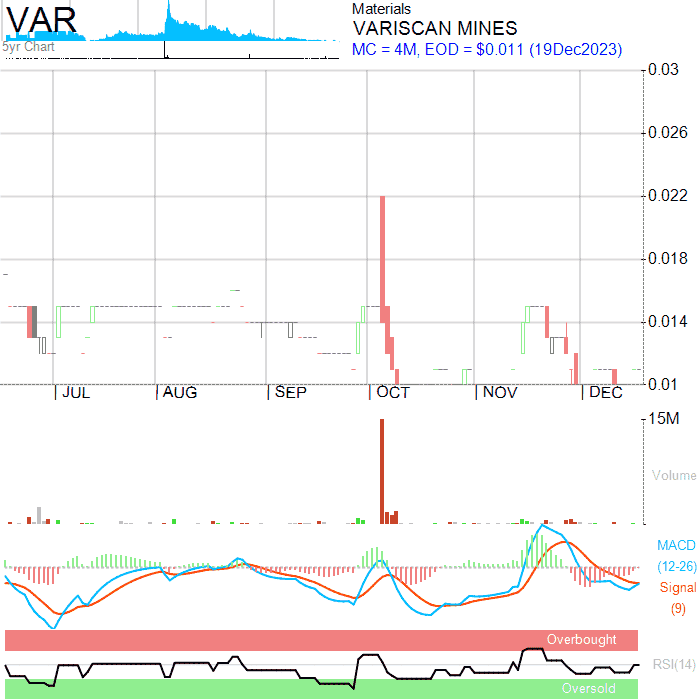 VAR
5yr Chart
Materials
VARISCAN MINES
MC = 4M, EOD = $0.011 (19Dec2023)
0.03
0.026
0.022
0.018
0.014
0.01
JUL AUG SEP OCT NOV DEC
15M
Volume
MACD
(12-26)
Signal
(9)
Overbought
RSI(14)
Oversold